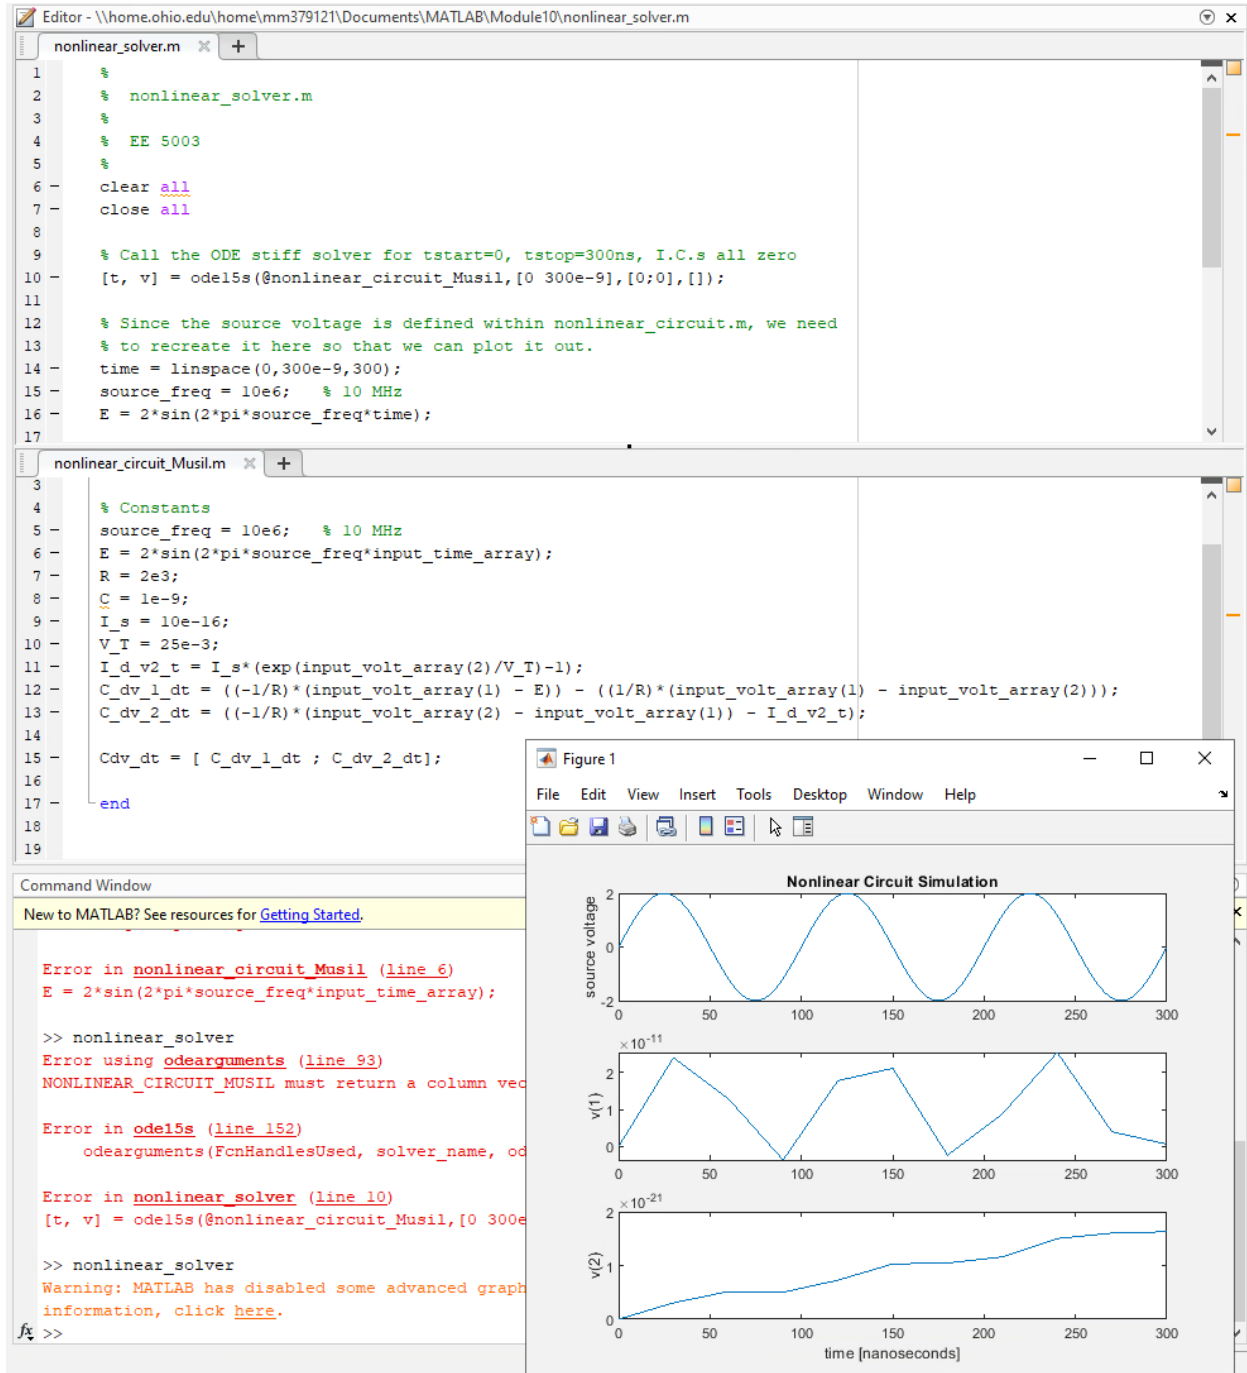 Editor - \\home.ohio.edu\home\mm379121\Documents\MATLAB\Module10\nonlinear_solver.m
nonlinear_solver.m
1 %
2 % nonlinear_solver.m
3 %
4 % EE 5003
5 %
6 - clear all
7 - close all
8
9 % Call the ODE stiff solver for tstart=0, tstop=300ns, I.C.s all zero
10 - [t, v] = ode15s(@nonlinear_circuit_Musil,[0 300e-9],[0;0],[]);
11
12 % Since the source voltage is defined within nonlinear_circuit.m, we need
13 % to recreate it here so that we can plot it out.
14 - time = linspace(0,300e-9,300);
15 - source_freq = 10e6; % 10 MHz
16 - E = 2*sin(2*pi*source_freq*time);
17
nonlinear_circuit_Musil.m
3
4 % Constants
5 - source_freq = 10e6; % 10 MHz
6 - E = 2*sin(2*pi*source_freq*input_time_array);
7 - R = 2e3;
8 - C = 1e-9;
9 - I_s = 10e-16;
10 - V_T = 25e-3;
11 - I_d_v2_t = I_s*(exp(input_volt_array(2)/V_T)-1);
12 - C_dv_1_dt = ((-1/R)*(input_volt_array(1) - E)) - ((1/R)*(input_volt_array(1) - input_volt_array(2)));
13 - C_dv_2_dt = ((-1/R)*(input_volt_array(2) - input_volt_array(1)) - I_d_v2_t);
14
15 - Cdv_dt = [ C_dv_1_dt ; C_dv_2_dt];
16
17 - end
18
19
Command Window
New to MATLAB? See resources for Getting Started.
Error in nonlinear_circuit_Musil (line 6)
E = 2*sin(2*pi*source_freq*input_time_array);
>> nonlinear_solver
Error using odearguments (line 93)
NONLINEAR_CIRCUIT_MUSIL must return a column vec
Error in ode15s (line 152)
odearguments(FcnHandlesUsed, solver_name, od
Error in nonlinear_solver (line 10)
[t, v] = ode15s(@nonlinear_circuit_Musil,[0 300e
>> nonlinear_solver
Warning: MATLAB has disabled some advanced graph
information, click here.
fx >>
Figure 1
File Edit View Insert Tools Desktop Window Help
Nonlinear Circuit Simulation
source voltage
2
0
-2
0 50 100 150 200 250 300
×10-11
v(1)
2
1
0
0 50 100 150 200 250 300
×10-21
v(2)
2
1
0
0 50 100 150 200 250 300
time [nanoseconds]